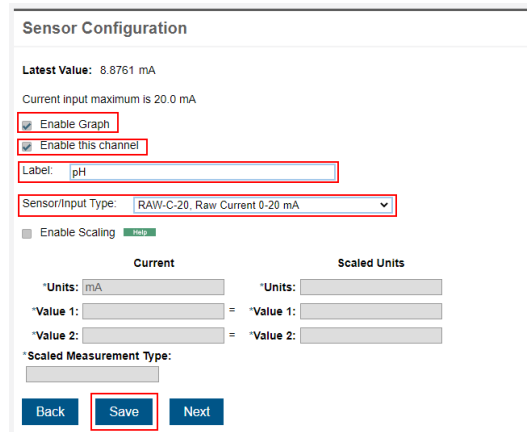 Sensor Configuration
Latest Value: 8.8761 mA
Current input maximum is 20.0 mA
Enable Graph
Enable this channel
Label: pH
Sensor/Input Type: RAW-C-20, Raw Current 0-20 mA
Enable Scaling Help
Current Scaled Units
*Units: mA *Units:
*Value 1: = *Value 1:
*Value 2: = *Value 2:
*Scaled Measurement Type:
Back Save Next